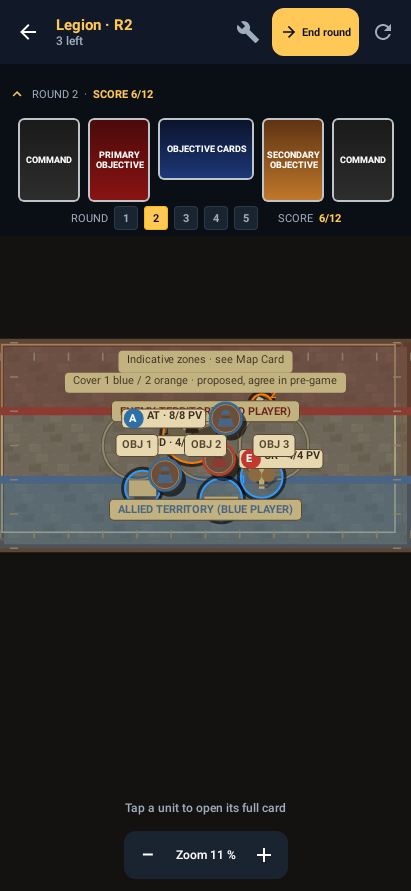 Legion · R2
3 left
End round
ROUND 2 · SCORE 6/12
COMMAND
PRIMARY
OBJECTIVE
OBJECTIVE CARDS
SECONDARY
OBJECTIVE
COMMAND
ROUND 1 2 3 4 5 SCORE 6/12
Indicative zones · see Map Card
Cover 1 blue / 2 orange · proposed, agree in pre-game
PLAYER)
A AT · 8/8 PV
OBJ 1
D · 4/
OBJ 2
OBJ 3
E
4/4 PV
ALLIED TERRITORY (BLUE PLAYER)
Tap a unit to open its full card
− Zoom 11 % +